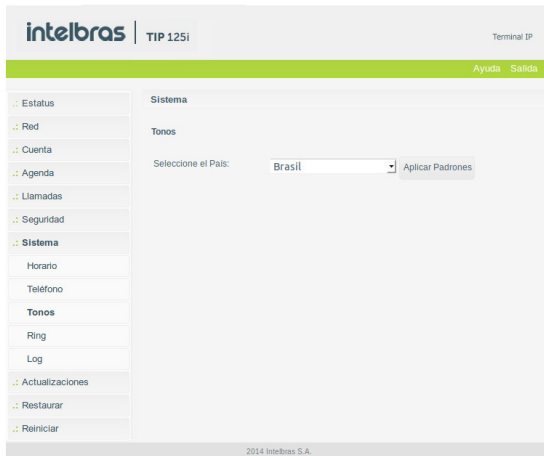 intelbras TIP 125i
Terminal IP
Ayuda Salida
.: Estatus
.: Red
.: Cuenta
.: Agenda
.: Llamadas
.: Seguridad
.: Sistema
Horario
Teléfono
Tonos
Ring
Log
.: Actualizaciones
.: Restaurar
.: Reiniciar
Sistema
Tonos
Seleccione el País: Brasil Aplicar Padrones
2014 Intelbras S.A.